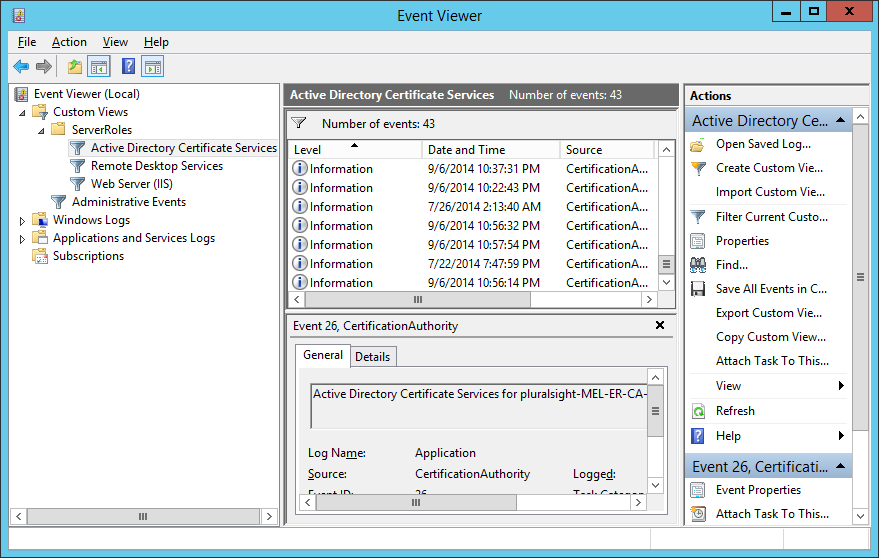 Event Viewer
File Action View Help
Event Viewer (Local)
Custom Views
ServerRoles
Active Directory Certificate Services
Remote Desktop Services
Web Server (IIS)
Administrative Events
Windows Logs
Applications and Services Logs
Subscriptions
Active Directory Certificate Services Number of events: 43
Number of events: 43
Level Date and Time Source
Information 9/6/2014 10:37:31 PM CertificationA...
Information 9/6/2014 10:22:43 PM CertificationA...
Information 7/26/2014 2:13:40 AM CertificationA...
Information 9/6/2014 10:56:32 PM CertificationA...
Information 9/6/2014 10:57:54 PM CertificationA...
Information 7/22/2014 7:47:59 PM CertificationA...
Information 9/6/2014 10:56:14 PM CertificationA...
Event 26, CertificationAuthority
General Details
Active Directory Certificate Services for pluralsight-MEL-ER-CA-
Log Name: Application
Source: CertificationAuthority Logged:
Event ID: 26 Task Categor
Actions
Active Directory Ce...
Open Saved Log...
Create Custom Vie...
Import Custom Vie...
Filter Current Custo...
Properties
Find...
Save All Events in C...
Export Custom Vie...
Copy Custom View...
Attach Task To This...
View
Refresh
Help
Event 26, Certificati...
Event Properties
Attach Task To This...